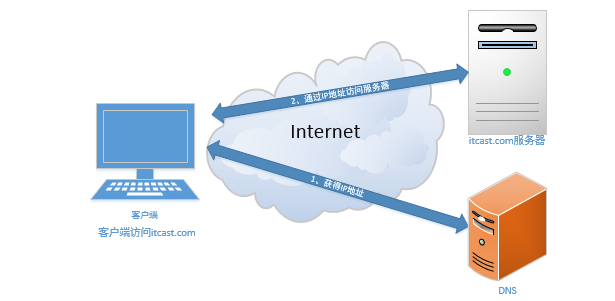 2、通过IP地址访问服务器
Internet
itcast.com服务器
1、获得IP地址
客户端
客户端访问itcast.com
DNS